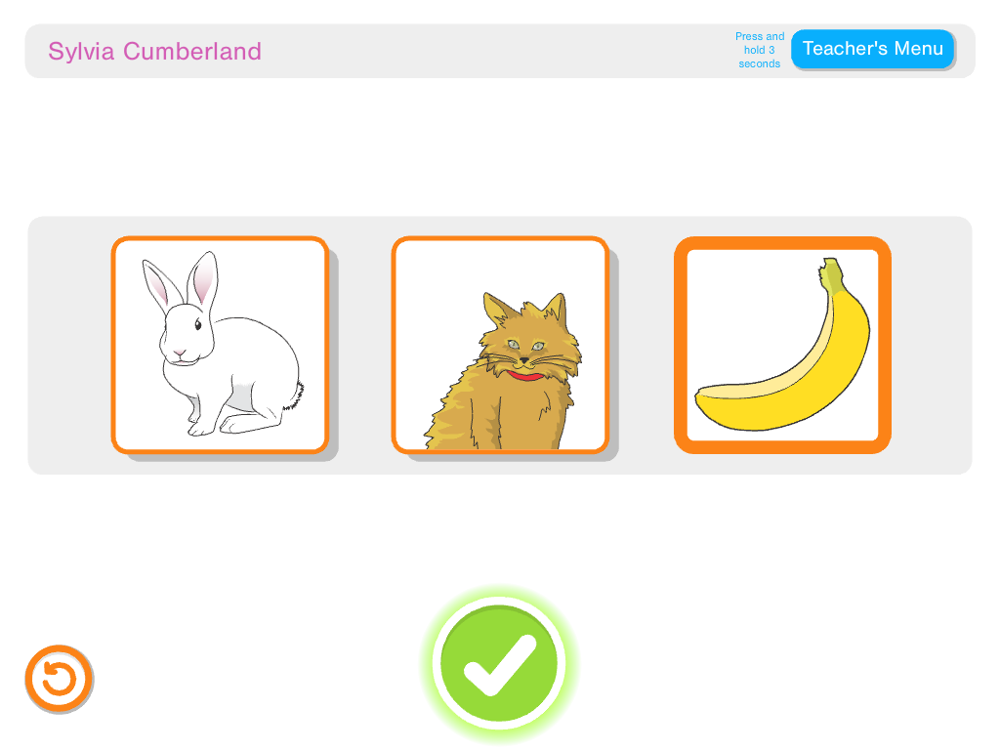 Sylvia Cumberland
Press and
hold 3
seconds
Teacher's Menu